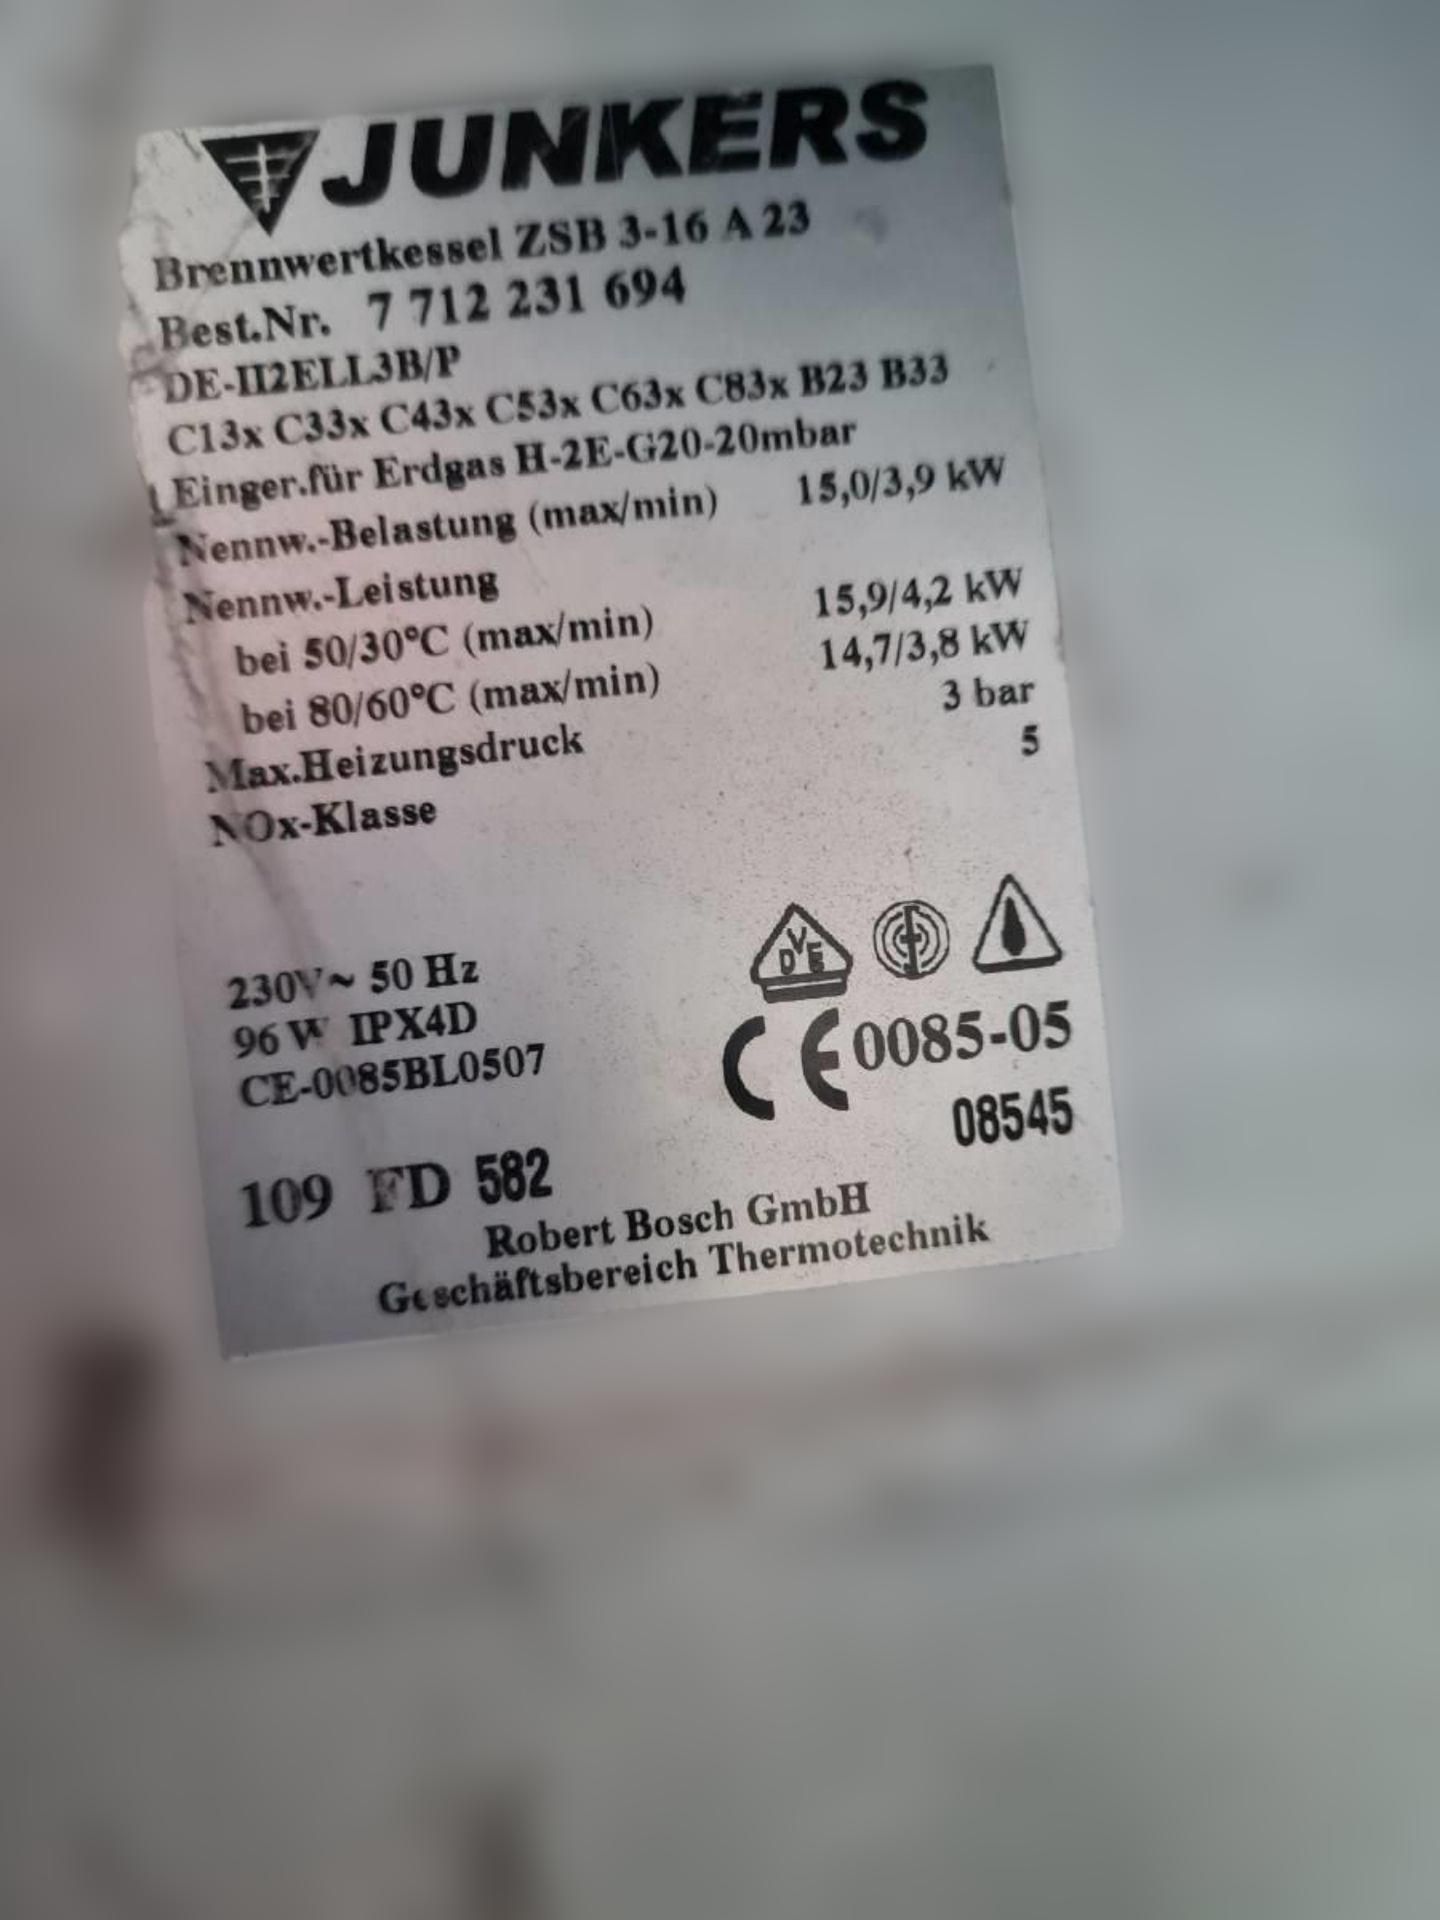 JUNKERS
Brennwertkessel ZSB 3-16 A 23
Best.Nr. 7 712 231 694
DE-II2ELL3B/P
C13x C33x C43x C53x C63x C83x B23 B33
Einger.für Erdgas H-2E-G20-20mbar
Nennw.-Belastung (max/min) 15,0/3,9 kW
Nennw.-Leistung
bei 50/30°C (max/min) 15,9/4,2 kW
bei 80/60°C (max/min) 14,7/3,8 kW
Max.Heizungsdruck 3 bar
NOx-Klasse 5
DVE
230V~ 50 Hz
96 W IPX4D
CE-0085BL0507
CE 0085-05
08545
109 FD 582
Robert Bosch GmbH
Geschäftsbereich Thermotechnik